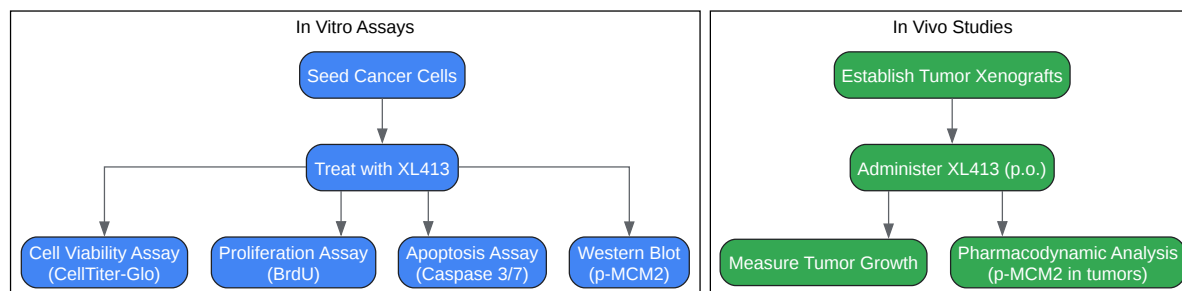 In Vitro Assays
Seed Cancer Cells
Treat with XL413
Cell Viability Assay
(CellTiter-Glo)
Proliferation Assay
(BrdU)
Apoptosis Assay
(Caspase 3/7)
Western Blot
(p-MCM2)
In Vivo Studies
Establish Tumor Xenografts
Administer XL413 (p.o.)
Measure Tumor Growth
Pharmacodynamic Analysis
(p-MCM2 in tumors)